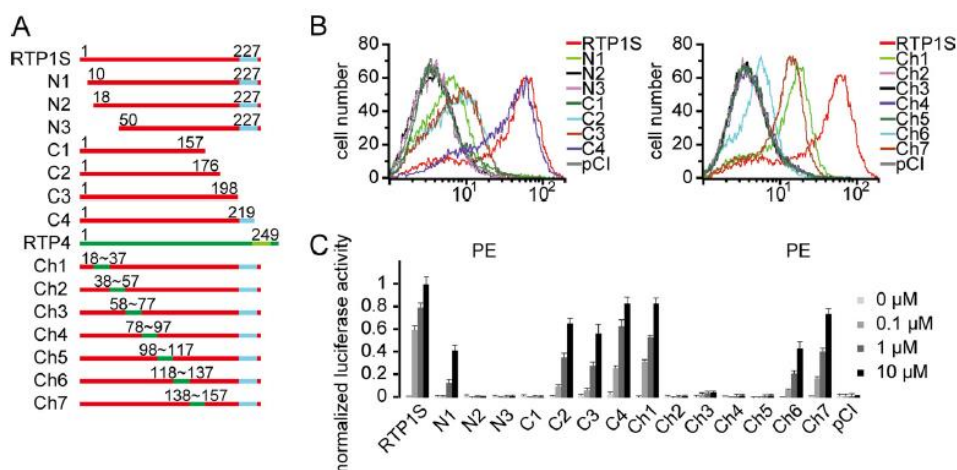 A
RTP1S 1 227
N1 10 227
N2 18 227
N3 50 227
C1 1 157
C2 1 176
C3 1 198
C4 1 219
RTP4 1 249
Ch1 18~37
Ch2 38~57
Ch3 58~77
Ch4 78~97
Ch5 98~117
Ch6 118~137
Ch7 138~157
B
cell number
80
60
40
20
0
10¹ 10²
PE
RTP1S
N1
N2
N3
C1
C2
C3
C4
pCI
cell number
80
60
40
20
0
10¹ 10²
PE
RTP1S
Ch1
Ch2
Ch3
Ch4
Ch5
Ch6
Ch7
pCI
C
normalized luciferase activity
1
0.8
0.6
0.4
0.2
0
RTP1S N1 N2 N3 C1 C2 C3 C4 Ch1 Ch2 Ch3 Ch4 Ch5 Ch6 Ch7 pCI
0 µM
0.1 µM
1 µM
10 µM